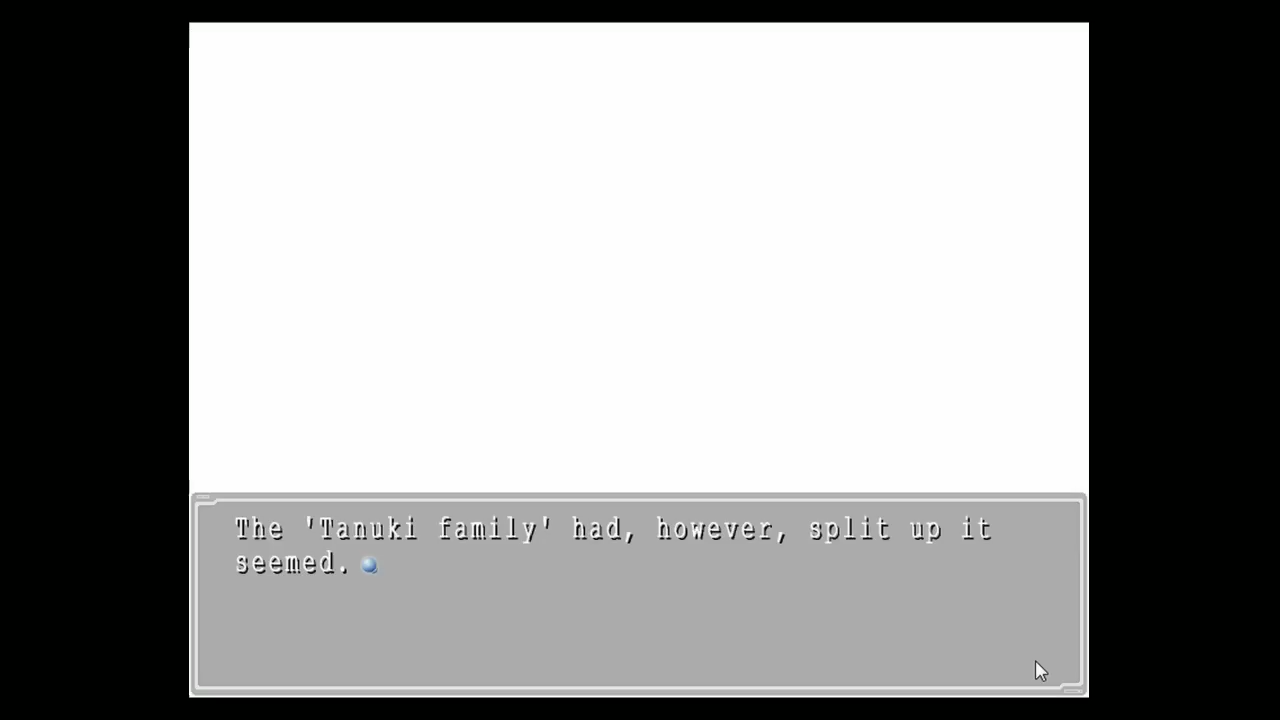 The 'Tanuki family' had, however, split up it
seemed.